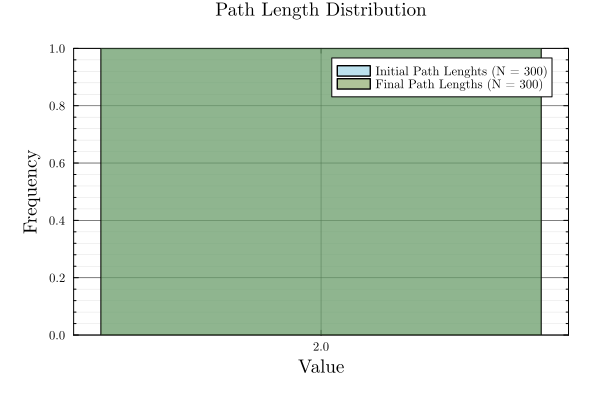 Path Length Distribution
1.0
Initial Path Lenghts (N = 300)
Final Path Lengths (N = 300)
0.8
0.6
0.4
0.2
0.0
Frequency
2.0
Value